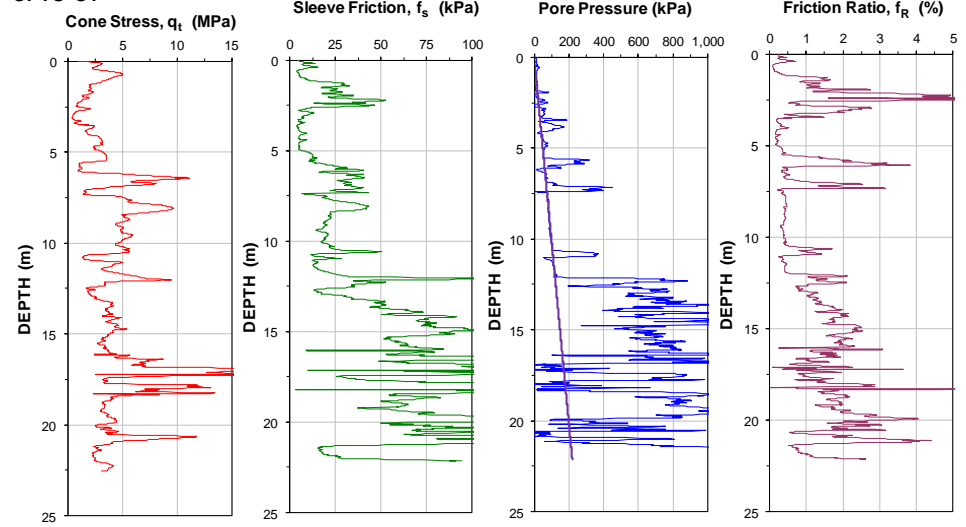 Cone Stress, qt (MPa)
0 5 10 15
0
5
10
15
20
25
DEPTH (m)
Sleeve Friction, fs (kPa)
0 25 50 75 100
0
5
10
15
20
25
DEPTH (m)
Pore Pressure (kPa)
0 200 400 600 800 1,000
0
5
10
15
20
25
DEPTH (m)
Friction Ratio, fR (%)
0 1 2 3 4 5
0
5
10
15
20
25
DEPTH (m)